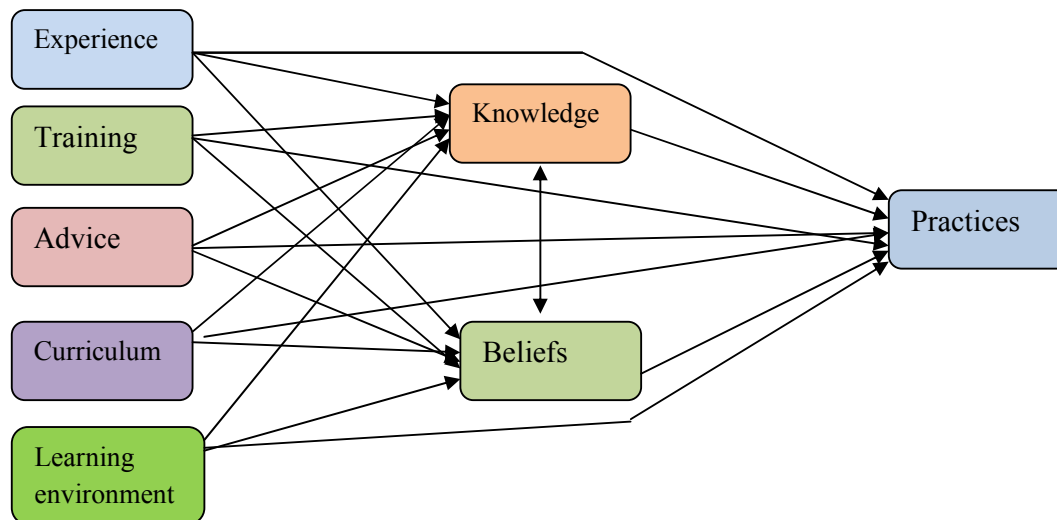 Experience
Training
Advice
Curriculum
Learning
environment
Knowledge
Beliefs
Practices